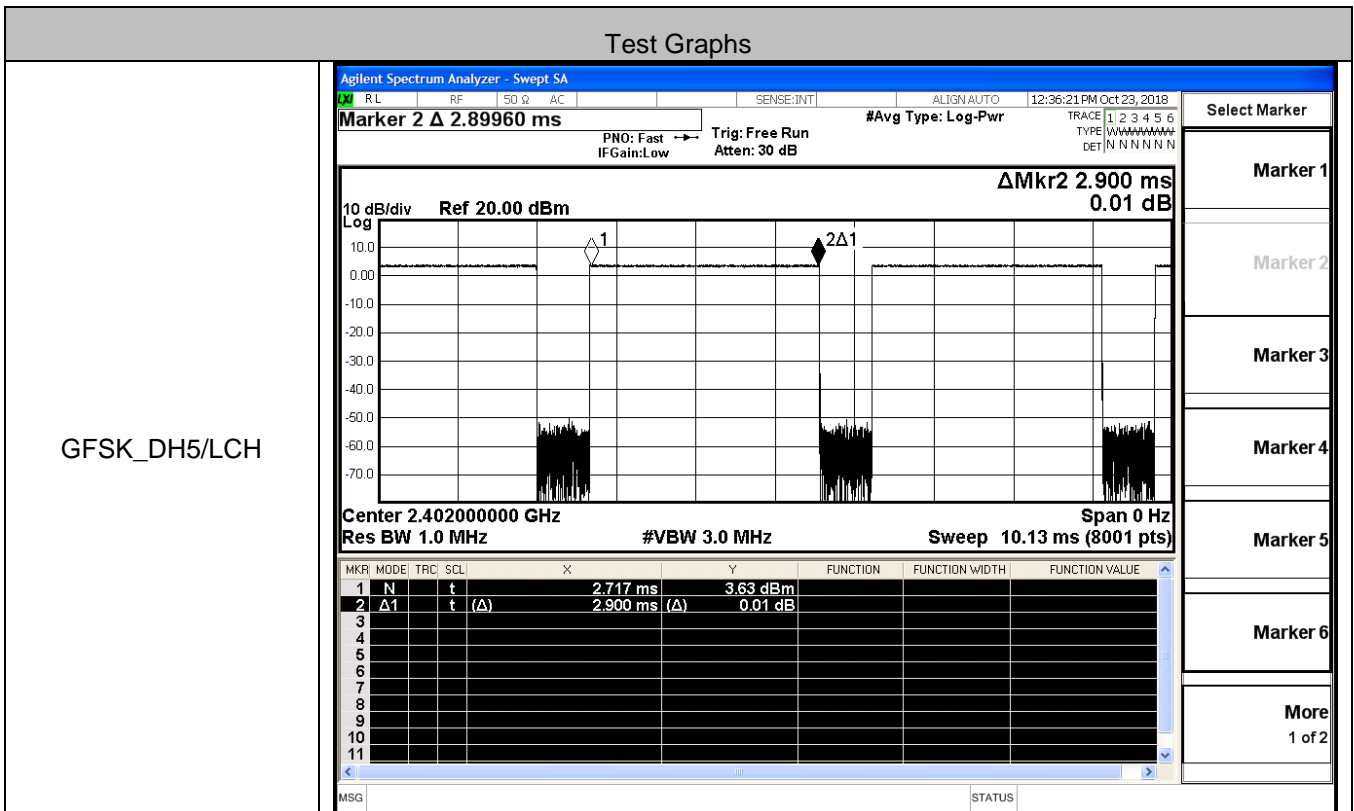 Test Graphs
GFSK_DH5/LCH
Agilent Spectrum Analyzer - Swept SA
LXI RL RF 50 Ω AC SENSE:INT ALIGN AUTO 12:36:21 PM Oct 23, 2018
Marker 2 Δ 2.89960 ms
PNO: Fast
IFGain:Low
Trig: Free Run
Atten: 30 dB
#Avg Type: Log-Pwr
TRACE 1 2 3 4 5 6
TYPE
DET N N N N N N
ΔMkr2 2.900 ms
0.01 dB
10 dB/div Ref 20.00 dBm
Log
10.0
0.00
-10.0
-20.0
-30.0
-40.0
-50.0
-60.0
-70.0
1
2Δ1
Center 2.402000000 GHz Span 0 Hz
Res BW 1.0 MHz #VBW 3.0 MHz Sweep 10.13 ms (8001 pts)
MKR MODE TRC SCL X Y FUNCTION FUNCTION WIDTH FUNCTION VALUE
1 N t 2.717 ms 3.63 dBm
2 Δ1 t (Δ) 2.900 ms (Δ) 0.01 dB
3
4
5
6
7
8
9
10
11
MSG STATUS
Select Marker
Marker 1
Marker 2
Marker 3
Marker 4
Marker 5
Marker 6
More
1 of 2